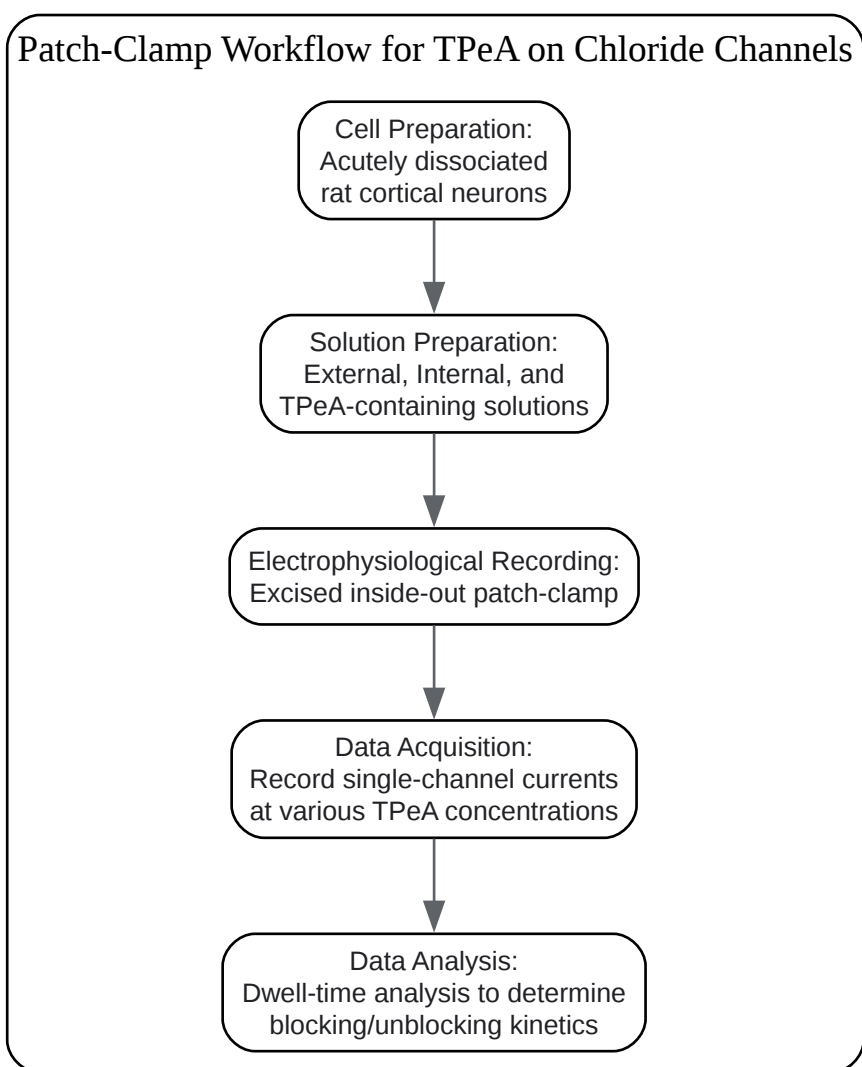 Patch-Clamp Workflow for TPeA on Chloride Channels
Cell Preparation:
Acutely dissociated
rat cortical neurons
Solution Preparation:
External, Internal, and
TPeA-containing solutions
Electrophysiological Recording:
Excised inside-out patch-clamp
Data Acquisition:
Record single-channel currents
at various TPeA concentrations
Data Analysis:
Dwell-time analysis to determine
blocking/unblocking kinetics